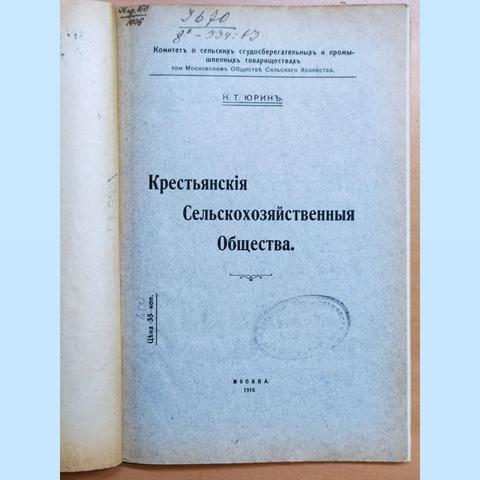 Комитетъ о сельскихъ ссудосберегательныхъ и промы-
шленныхъ товариществахъ
при Московскомъ Обществѣ Сельскаго Хозяйства.
Н. Т. ЮРИНЪ.
Крестьянскія
Сельскохозяйственныя
Общества.
Цѣна 35 коп.
МОСКВА.
1910.